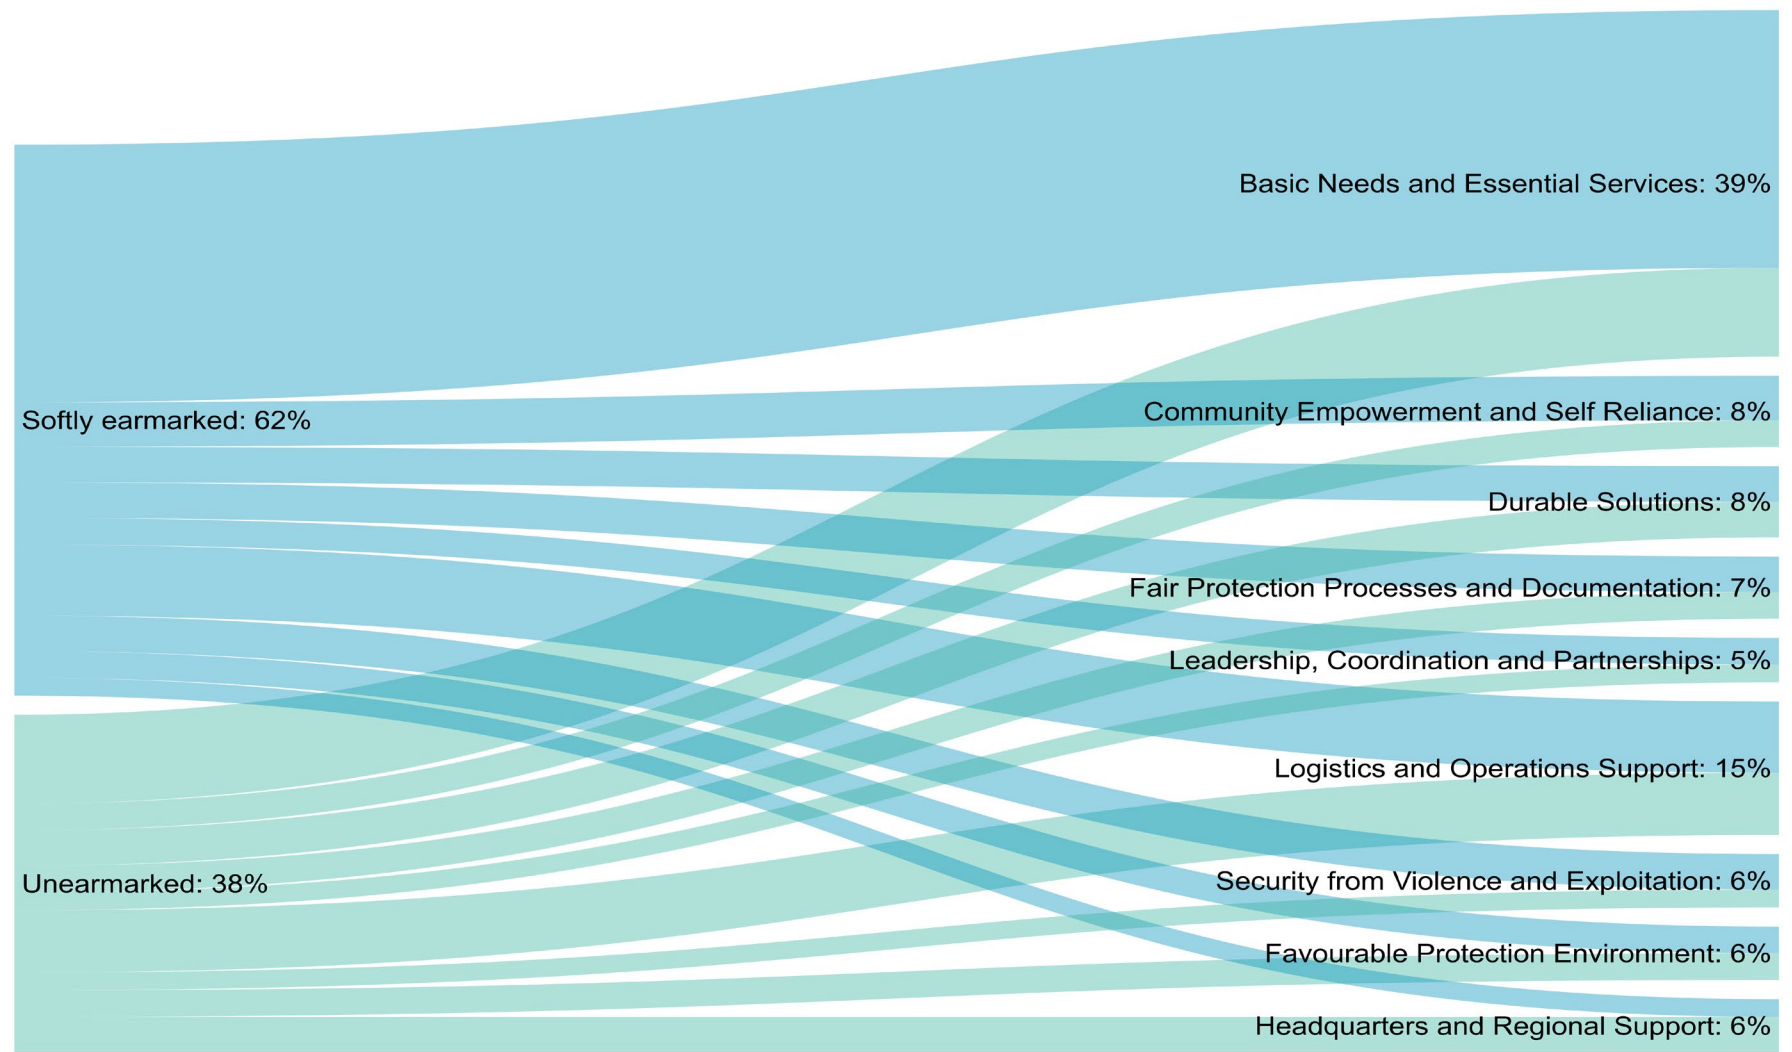 Basic Needs and Essential Services: 39%
Community Empowerment and Self Reliance: 8%
Softly earmarked: 62%
Durable Solutions: 8%
Fair Protection Processes and Documentation: 7%
Leadership, Coordination and Partnerships: 5%
Logistics and Operations Support: 15%
Security from Violence and Exploitation: 6%
Unearmarked: 38%
Favourable Protection Environment: 6%
Headquarters and Regional Support: 6%